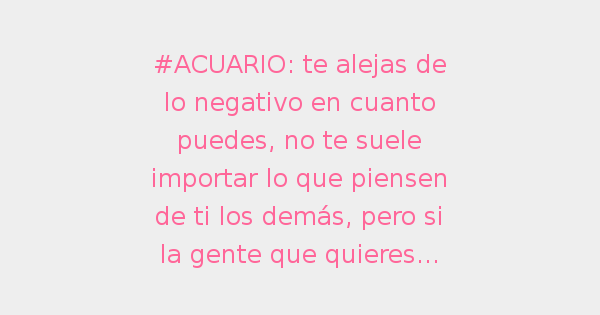 #ACUARIO: te alejas de
lo negativo en cuanto
puedes, no te suele
importar lo que piensen
de ti los demás, pero si
la gente que quieres...